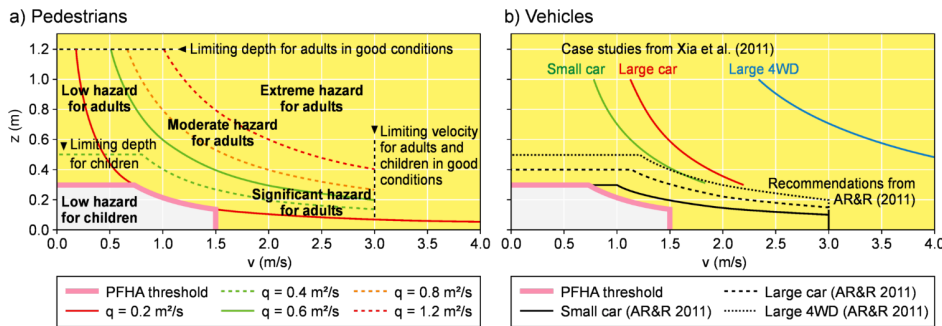 a) Pedestrians
1.2
1.0
0.8
0.6
0.4
0.2
0.0
z (m)
Limiting depth for adults in good conditions
Low hazard
for adults
Extreme hazard
for adults
Moderate hazard
for adults
Limiting depth
for children
Limiting velocity
for adults and
children in good
conditions
Significant hazard
for adults
Low hazard
for children
0.0 0.5 1.0 1.5 2.0 2.5 3.0 3.5 4.0
v (m/s)
PFHA threshold
q = 0.2 m²/s
q = 0.4 m²/s
q = 0.6 m²/s
q = 0.8 m²/s
q = 1.2 m²/s
b) Vehicles
Case studies from Xia et al. (2011)
Small car Large car Large 4WD
Recommendations from
AR&R (2011)
0.0 0.5 1.0 1.5 2.0 2.5 3.0 3.5 4.0
v (m/s)
PFHA threshold
Small car (AR&R 2011)
Large car (AR&R 2011)
Large 4WD (AR&R 2011)